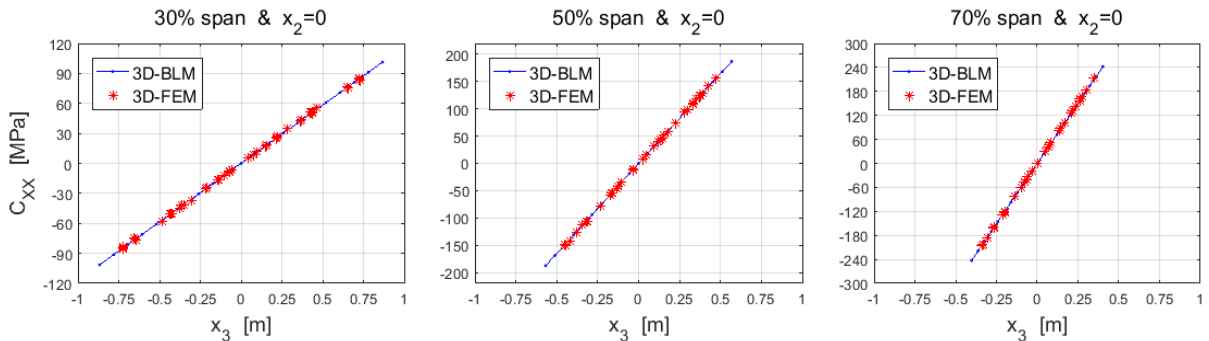 30% span & x2=0
50% span & x2=0
70% span & x2=0
CXX [MPa]
120
90
60
30
0
-30
-60
-90
-120
3D-BLM
3D-FEM
-1 -0.75 -0.5 -0.25 0 0.25 0.5 0.75 1
x3 [m]
200
150
100
50
0
-50
-100
-150
-200
3D-BLM
3D-FEM
-1 -0.75 -0.5 -0.25 0 0.25 0.5 0.75 1
x3 [m]
300
240
180
120
60
0
-60
-120
-180
-240
-300
3D-BLM
3D-FEM
-1 -0.75 -0.5 -0.25 0 0.25 0.5 0.75 1
x3 [m]